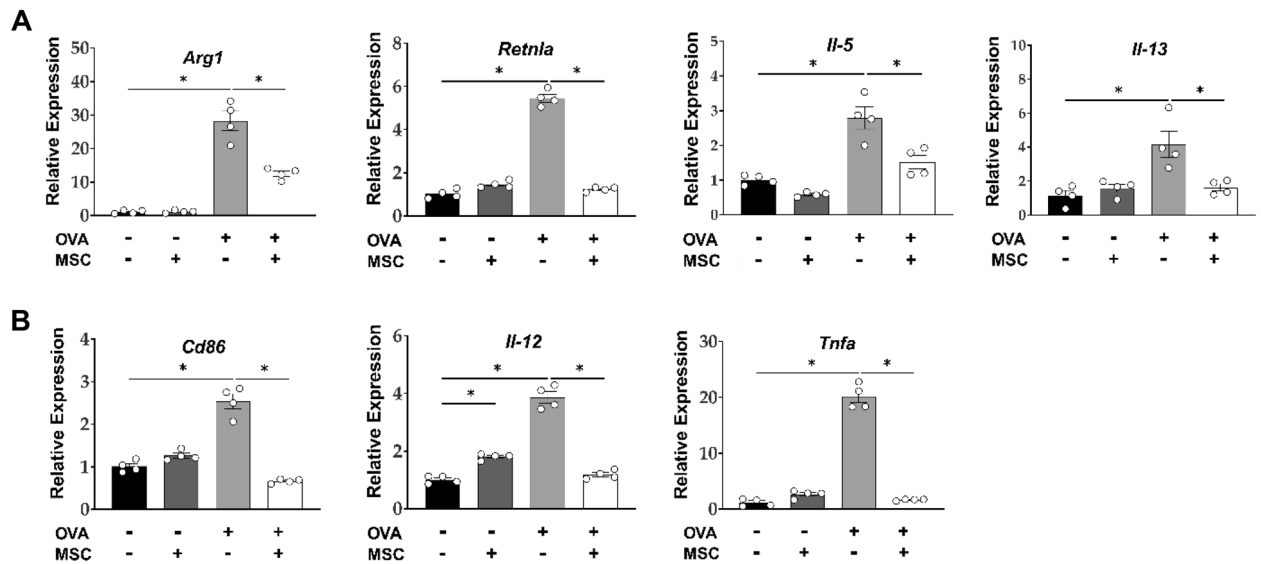 A
Arg1
Relative Expression
50
40
30
20
10
0
* *
OVA - - + +
MSC - + - +
Retnla
Relative Expression
8
6
4
2
0
* *
OVA - - + +
MSC - + - +
Il-5
Relative Expression
5
4
3
2
1
0
* *
OVA - - + +
MSC - + - +
Il-13
Relative Expression
10
8
6
4
2
0
* *
OVA - - + +
MSC - + - +
B
Cd86
Relative Expression
4
3
2
1
0
* *
OVA - - + +
MSC - + - +
Il-12
Relative Expression
6
4
2
0
* *
*
OVA - - + +
MSC - + - +
Tnfa
Relative Expression
30
20
10
0
* *
OVA - - + +
MSC - + - +